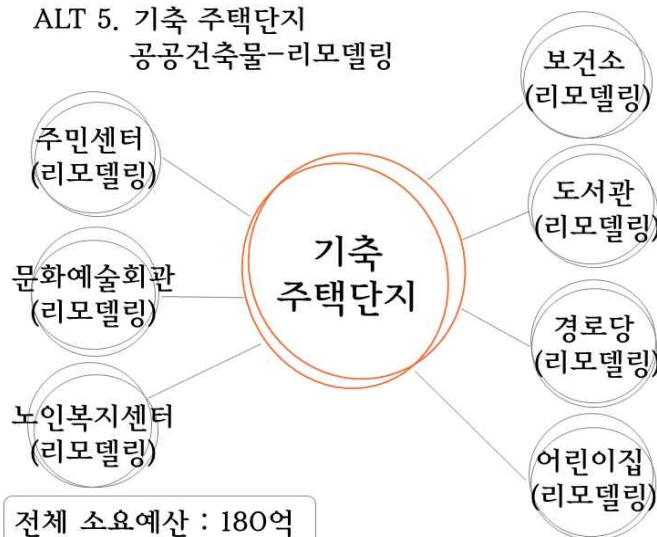 ALT 5. 기축 주택단지
공공건축물-리모델링
주민센터
(리모델링)
문화예술회관
(리모델링)
노인복지센터
(리모델링)
기축
주택단지
보건소
(리모델링)
도서관
(리모델링)
경로당
(리모델링)
어린이집
(리모델링)
전체 소요예산 : 180억